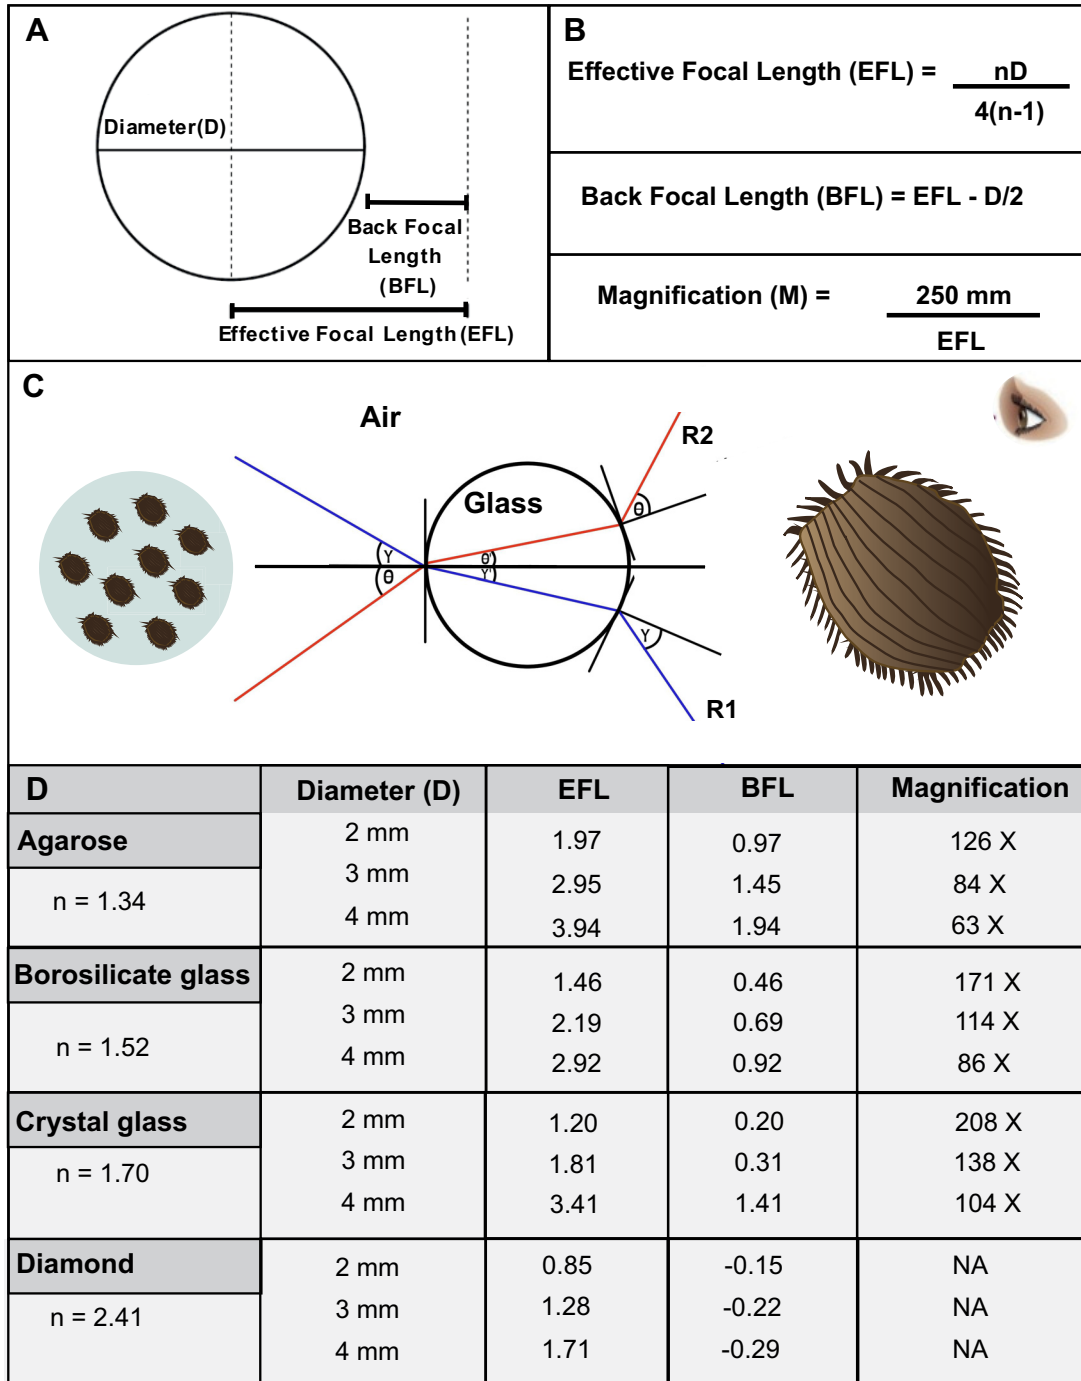 A
Diameter(D)
Back Focal
Length
(BFL)
Effective Focal Length (EFL)
B
Effective Focal Length (EFL) = nD
4(n-1)
Back Focal Length (BFL) = EFL - D/2
Magnification (M) = 250 mm
EFL
C
Air
R2
Glass
θ
γ
θ'
θ
γ'
γ
R1
D Diameter (D) EFL BFL Magnification
Agarose 2 mm 1.97 0.97 126 X
n = 1.34 3 mm 2.95 1.45 84 X
4 mm 3.94 1.94 63 X
Borosilicate glass 2 mm 1.46 0.46 171 X
n = 1.52 3 mm 2.19 0.69 114 X
4 mm 2.92 0.92 86 X
Crystal glass 2 mm 1.20 0.20 208 X
n = 1.70 3 mm 1.81 0.31 138 X
4 mm 3.41 1.41 104 X
Diamond 2 mm 0.85 -0.15 NA
n = 2.41 3 mm 1.28 -0.22 NA
4 mm 1.71 -0.29 NA